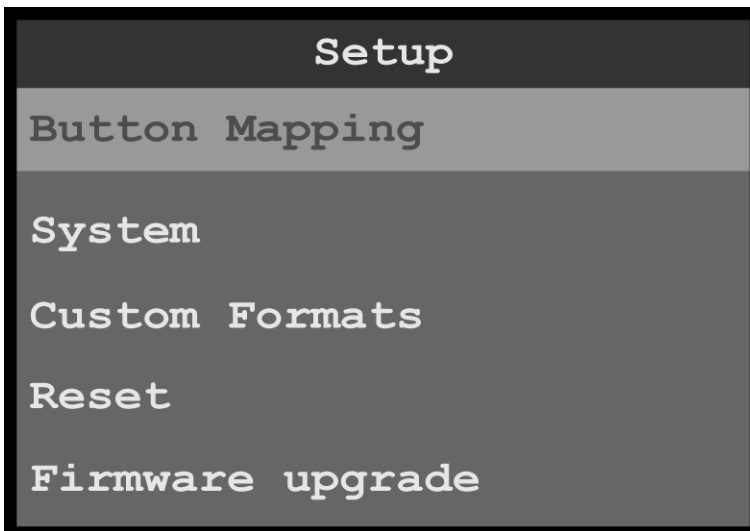 Setup
Button Mapping
System
Custom Formats
Reset
Firmware upgrade